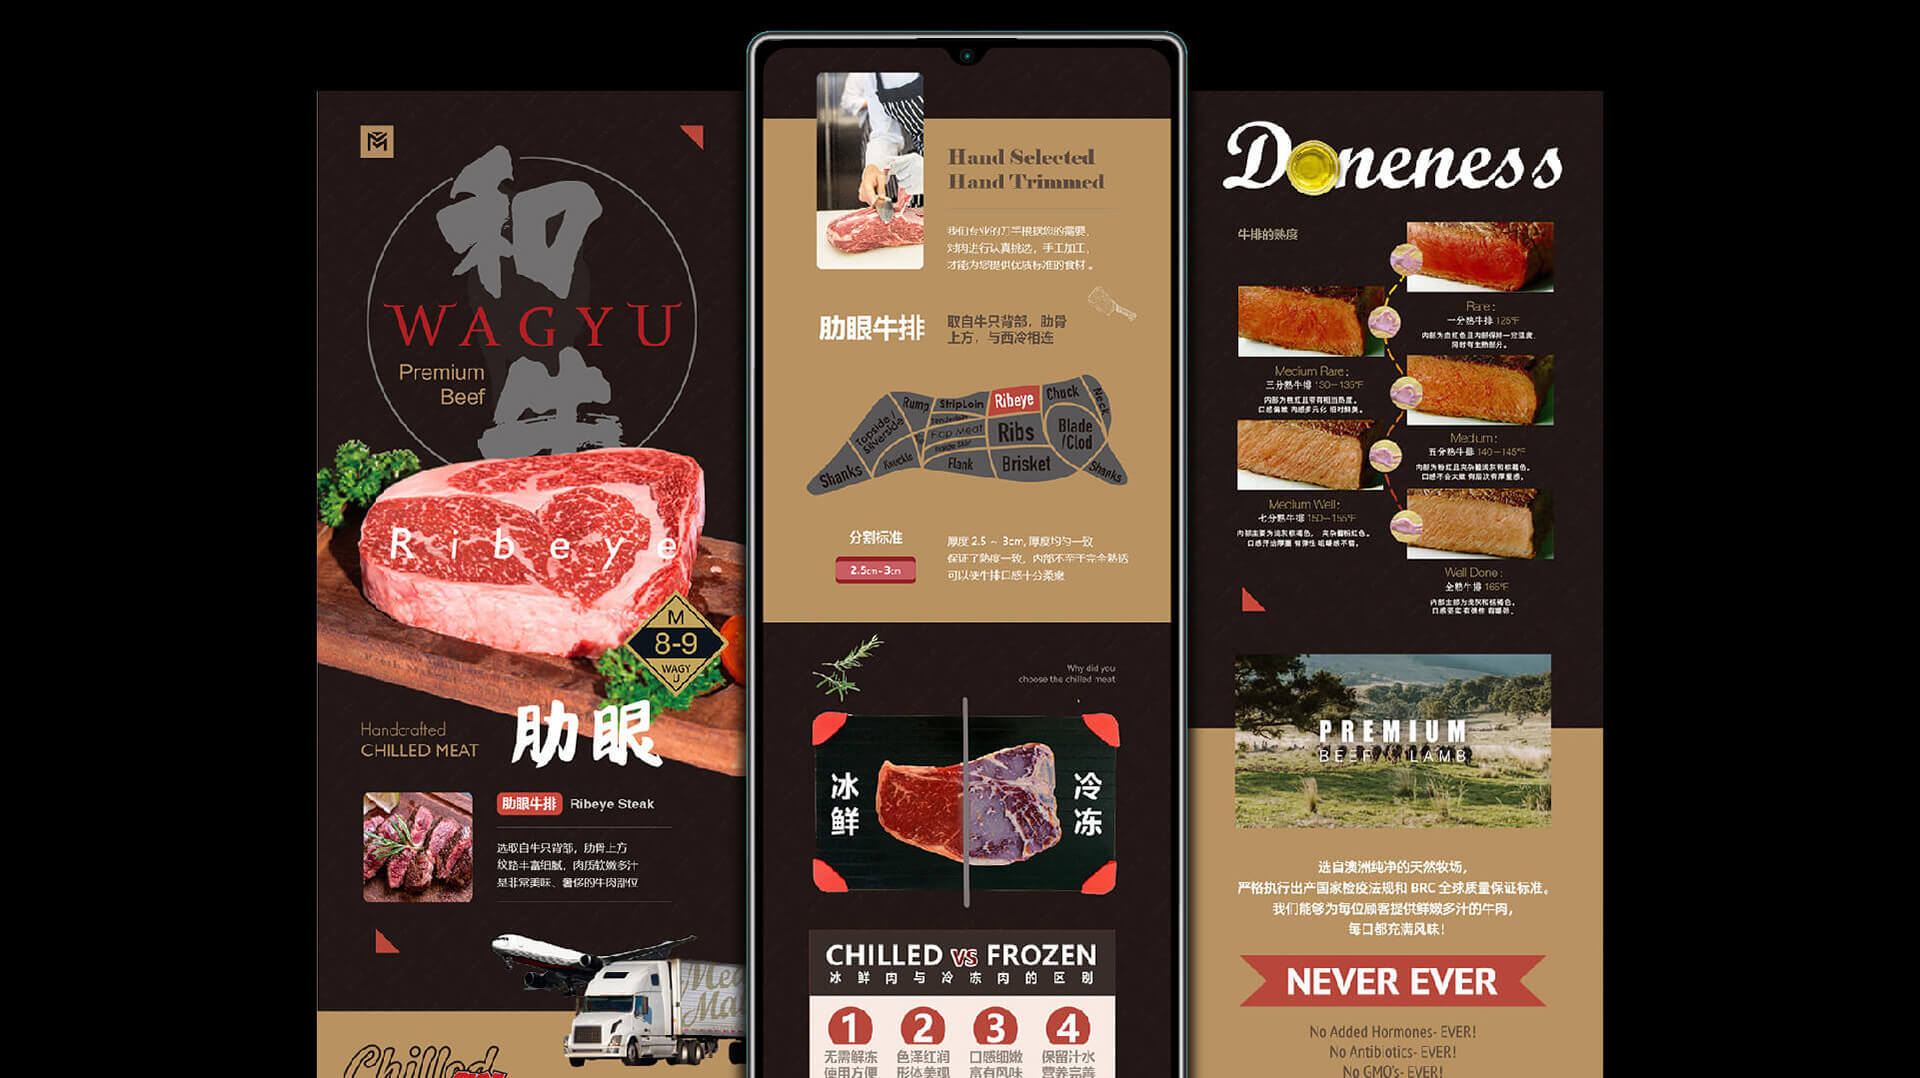 和牛
WAGYU
Premium
Beef
Ribeye
M
8-9
WAGY
U
Handcrafted
CHILLED MEAT
肋眼
肋眼牛排 Ribeye Steak
选取自牛只背部，肋骨上方
纹路丰富细腻，肉质软嫩多汁
是非常美味、奢侈的牛肉部位
Chilled
Hand Selected
Hand Trimmed
我们专业的刀手根据您的需要，
对肉进行认真挑选，手工加工，
才能为您提供优质标准的食材。
肋眼牛排
取自牛只背部，肋骨
上方，与西冷相连
Rump
StripLoin
Ribeye
Chuck
Neck
Topside /
Silverside
Flap Meat
Ribs
Blade
/Clod
Shanks
Knuckle
Flank
Brisket
Shanks
分割标准
2.5cm~3cm
厚度 2.5 ~ 3cm, 厚度均匀一致
保证了熟度一致，内部不至于完全熟透
可以使牛排口感十分柔嫩
Why did you
choose the chilled meat
冰鲜
冷冻
CHILLED VS FROZEN
冰鲜肉与冷冻肉的区别
1
无需解冻
使用方便
2
色泽红润
形体美观
3
口感细嫩
富有风味
4
保留汁水
营养完善
Doneness
牛排的熟度
Rare:
一分熟牛排 125°F
Medium Rare:
三分熟牛排 130—135°F
Medium:
五分熟牛排 140—145°F
Medium Well:
七分熟牛排 150—155°F
Well Done:
全熟牛排 165°F
PREMIUM
BEEF & LAMB
选自澳洲纯净的天然牧场，
严格执行出产国家检疫法规和 BRC 全球质量保证标准。
我们能够为每位顾客提供鲜嫩多汁的牛肉，
每口都充满风味！
NEVER EVER
No Added Hormones- EVER!
No Antibiotics- EVER!
No GMO's- EVER!